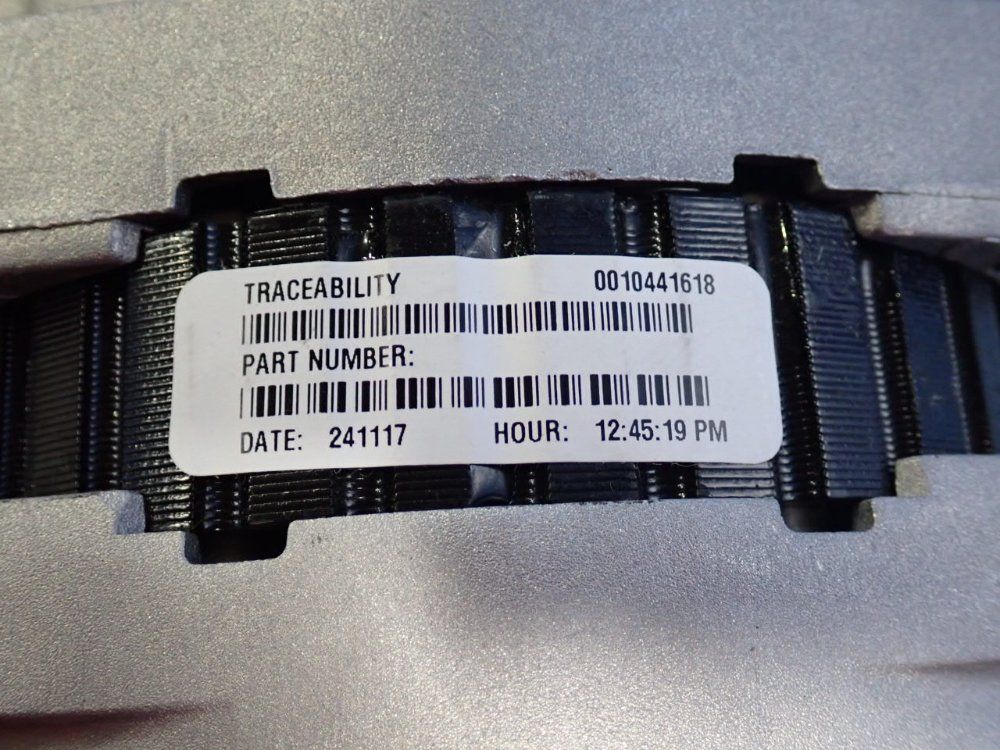 TRACEABILITY 0010441618
PART NUMBER:
DATE: 241117 HOUR: 12:45:19 PM